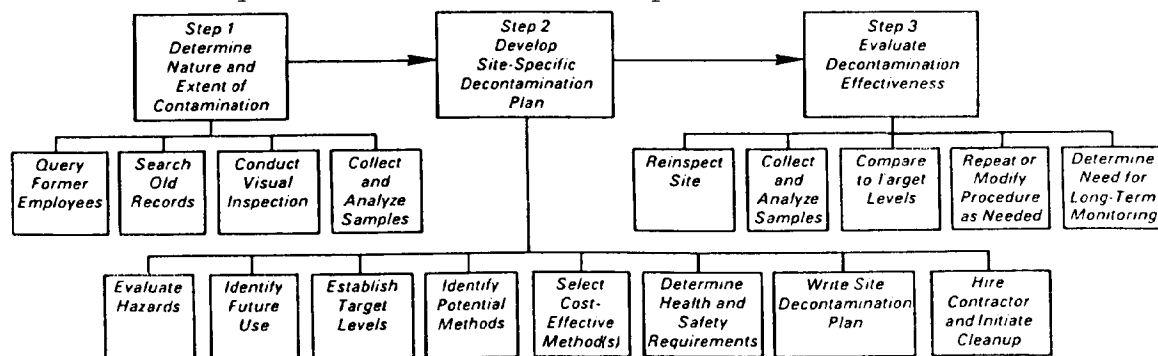 Step 1
Determine
Nature and
Extent of
Contamination
Step 2
Develop
Site-Specific
Decontamination
Plan
Step 3
Evaluate
Decontamination
Effectiveness
Query
Former
Employees
Search
Old
Records
Conduct
Visual
Inspection
Collect
and
Analyze
Samples
Reinspect
Site
Collect
and
Analyze
Samples
Compare
to Target
Levels
Repeat or
Modify
Procedure
as Needed
Determine
Need for
Long-Term
Monitoring
Evaluate
Hazards
Identify
Future
Use
Establish
Target
Levels
Identify
Potential
Methods
Select
Cost-
Effective
Method(s)
Determine
Health and
Safety
Requirements
Write Site
Decontamination
Plan
Hire
Contractor
and Initiate
Cleanup